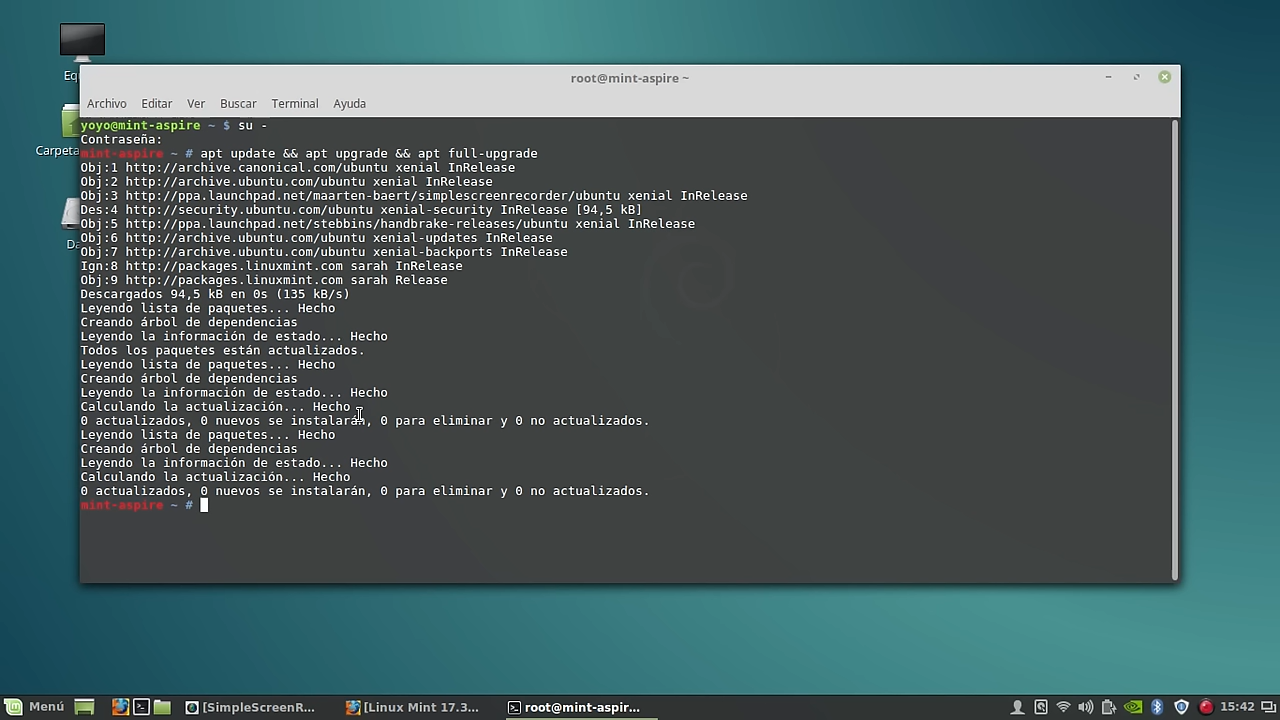 Eq
Carpeta
Da
root@mint-aspire ~
Archivo Editar Ver Buscar Terminal Ayuda
yoyo@mint-aspire ~ $ su -
Contraseña:
mint-aspire ~ # apt update && apt upgrade && apt full-upgrade
Obj:1 http://archive.canonical.com/ubuntu xenial InRelease
Obj:2 http://archive.ubuntu.com/ubuntu xenial InRelease
Obj:3 http://ppa.launchpad.net/maarten-baert/simplescreenrecorder/ubuntu xenial InRelease
Des:4 http://security.ubuntu.com/ubuntu xenial-security InRelease [94,5 kB]
Obj:5 http://ppa.launchpad.net/stebbins/handbrake-releases/ubuntu xenial InRelease
Obj:6 http://archive.ubuntu.com/ubuntu xenial-updates InRelease
Obj:7 http://archive.ubuntu.com/ubuntu xenial-backports InRelease
Ign:8 http://packages.linuxmint.com sarah InRelease
Obj:9 http://packages.linuxmint.com sarah Release
Descargados 94,5 kB en 0s (135 kB/s)
Leyendo lista de paquetes... Hecho
Creando árbol de dependencias
Leyendo la información de estado... Hecho
Todos los paquetes están actualizados.
Leyendo lista de paquetes... Hecho
Creando árbol de dependencias
Leyendo la información de estado... Hecho
Calculando la actualización... Hecho
0 actualizados, 0 nuevos se instalarán, 0 para eliminar y 0 no actualizados.
Leyendo lista de paquetes... Hecho
Creando árbol de dependencias
Leyendo la información de estado... Hecho
Calculando la actualización... Hecho
0 actualizados, 0 nuevos se instalarán, 0 para eliminar y 0 no actualizados.
mint-aspire ~ #
Menú [SimpleScreenR... [Linux Mint 17.3... root@mint-aspir... 15:42